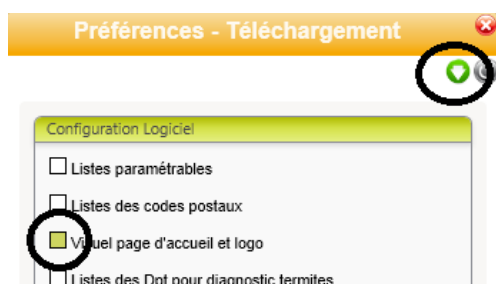 Préférences - Téléchargement
Configuration Logiciel
Listes paramétrables
Listes des codes postaux
Visuel page d'accueil et logo
Listes des Dpt pour diagnostic termites